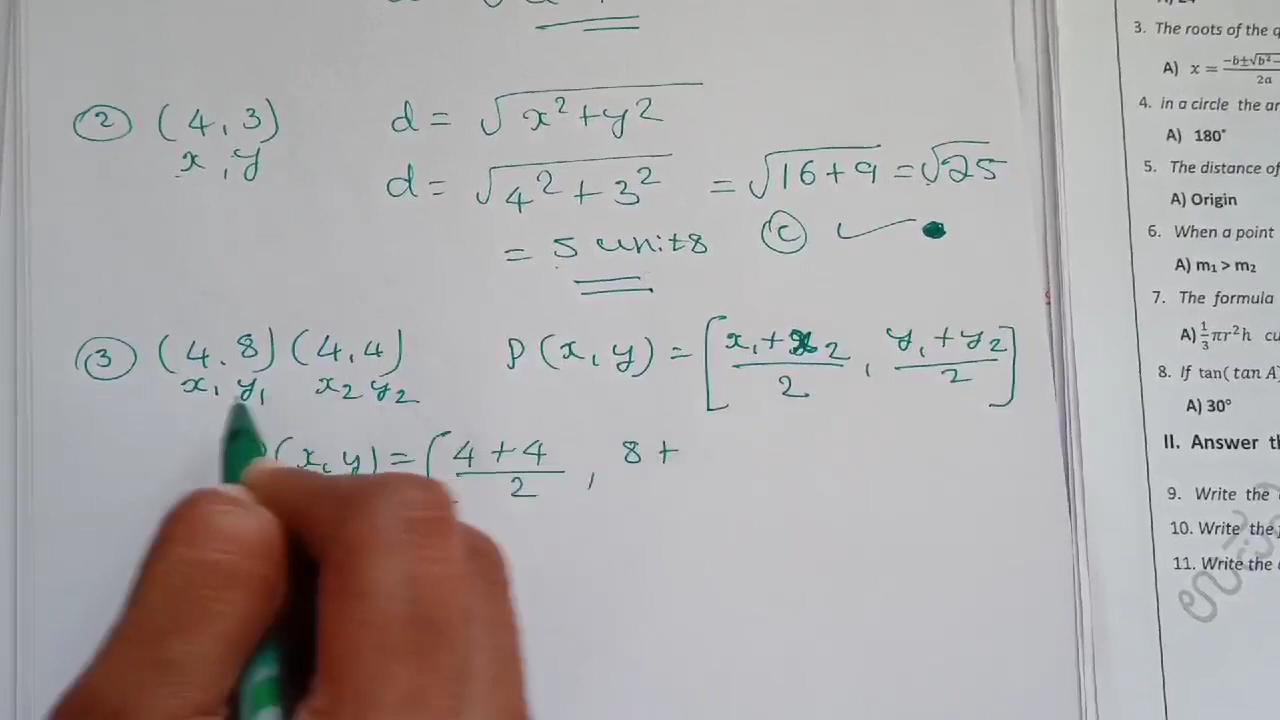 ② (4, 3) d = √x²+y2
x, y
d = √4²+3² = √16+9 = √25
= 5 units ⓒ
③ (4.8) (4,4) P(x,y) = [x₁+x2/2, y₁+y2/2]
x₁ y₁ x2 y2
(x, y) = (4+4/2, 8+
3. The roots of the q
A) x = -b±√b²-/2a
4. in a circle the ar
A) 180°
5. The distance of
A) Origin
6. When a point
A) m₁ > m₂
7. The formula
A) 1/3 πr²h cu
8. If tan( tan A
A) 30°
II. Answer th
9. Write the
10. Write the
11. Write the